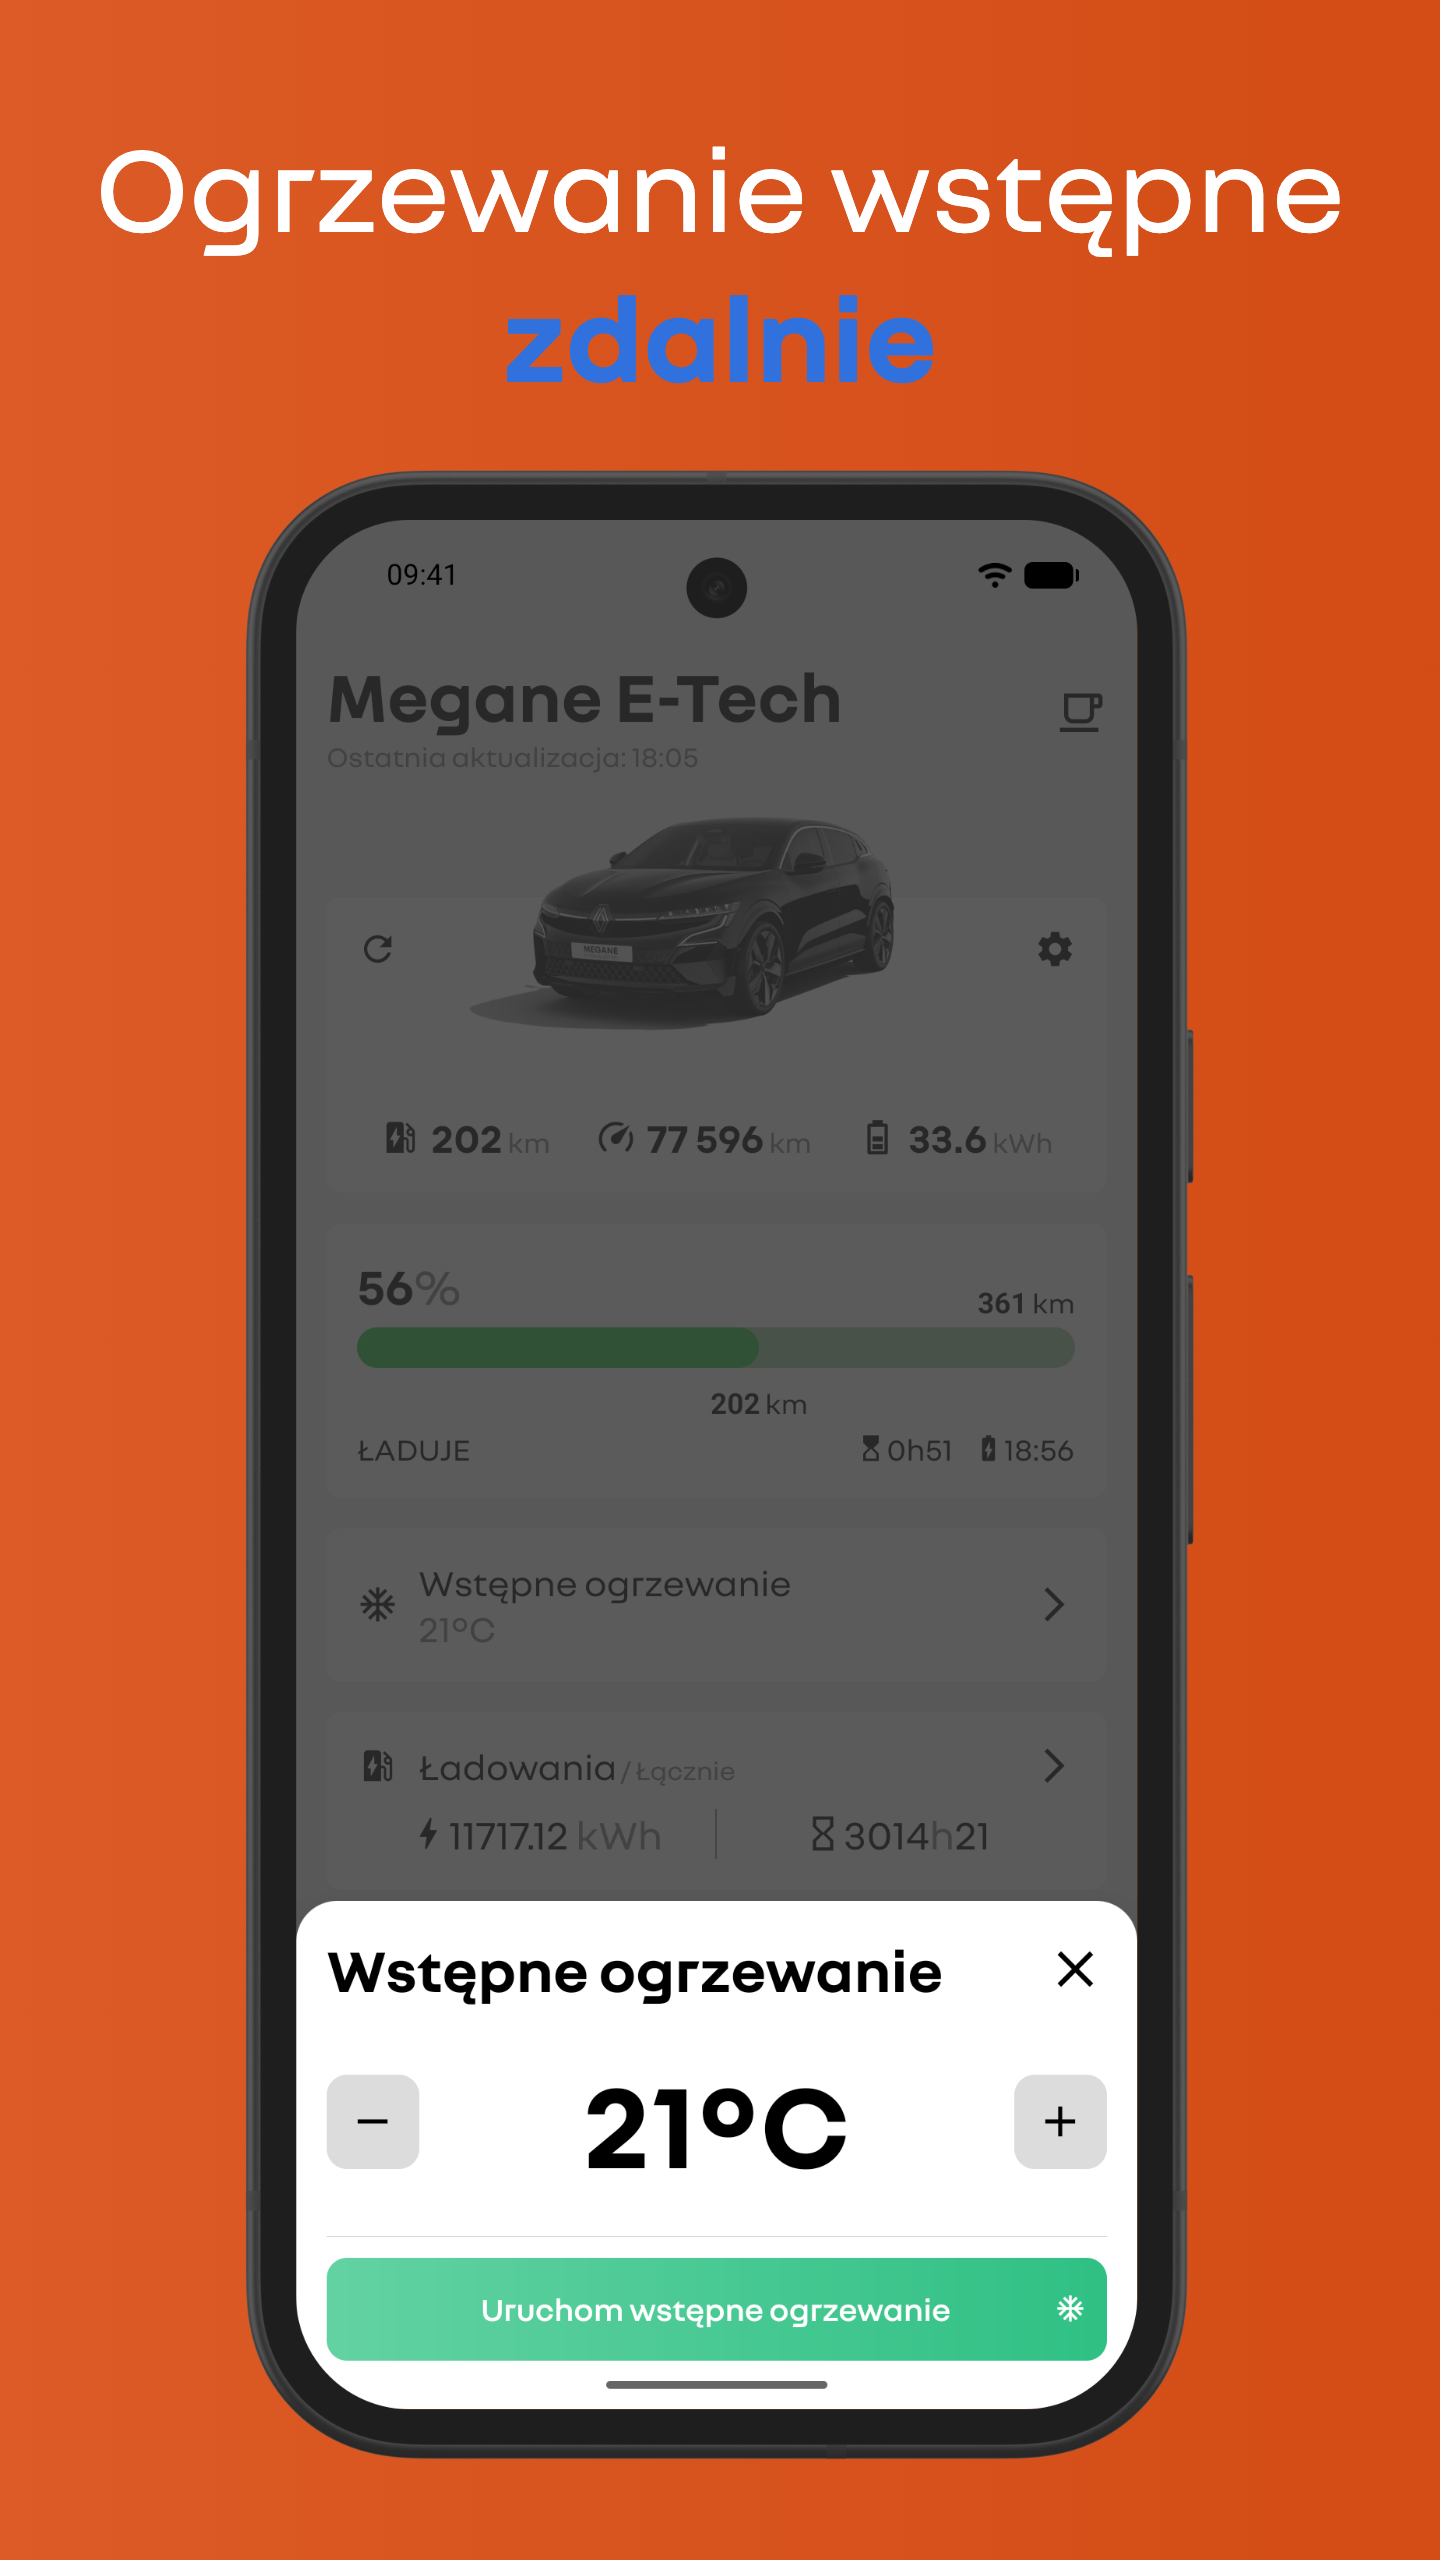 Ogrzewanie wstępne
zdalnie
09:41
Megane E-Tech
Ostatnia aktualizacja: 18:05
MEGANE
202 km 77 596 km 33.6 kWh
56%
361 km
202 km
ŁADUJE 0h51 18:56
Wstępne ogrzewanie
21°C
Ładowania / Łącznie
11717.12 kWh 3014h21
Wstępne ogrzewanie
21°C
Uruchom wstępne ogrzewanie